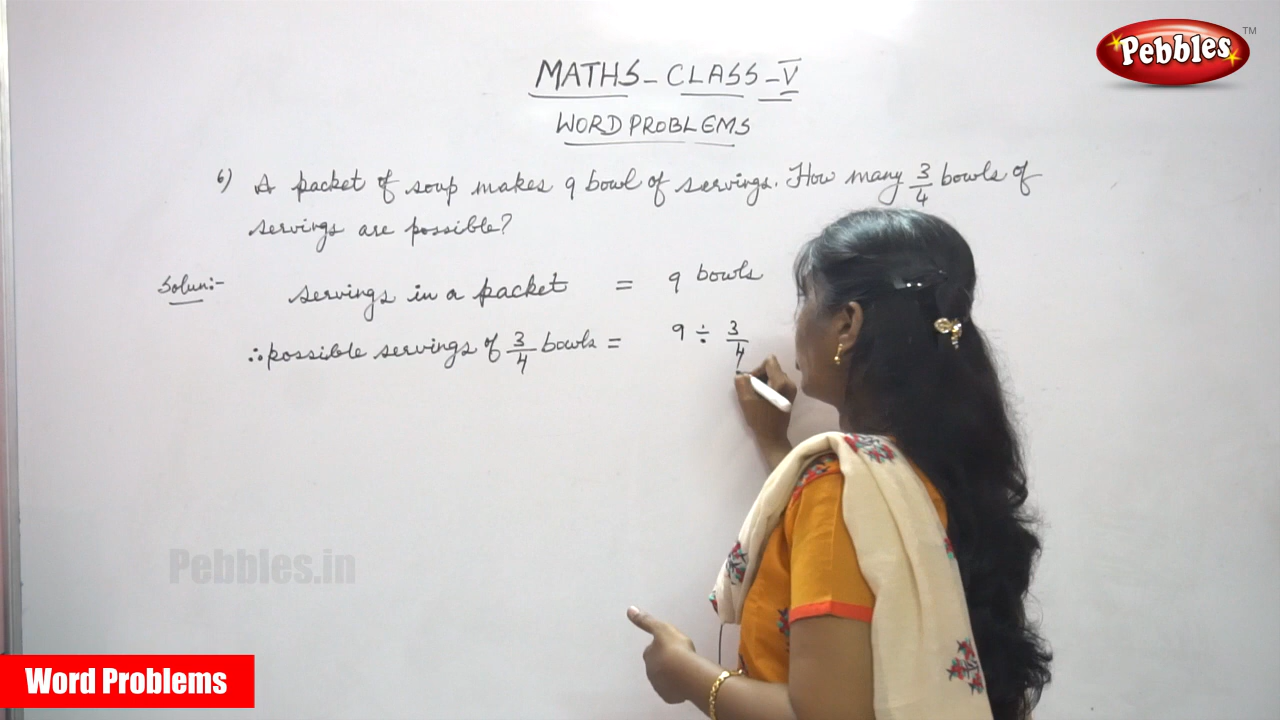 Pebbles TM
MATHS - CLASS - V
WORD PROBLEMS
6) A packet of soup makes 9 bowl of servings. How many 3/4 bowls of
servings are possible?
Solun:- servings in a packet = 9 bowls
∴ possible servings of 3/4 bowls = 9 ÷ 3/4
Pebbles.in
Word Problems